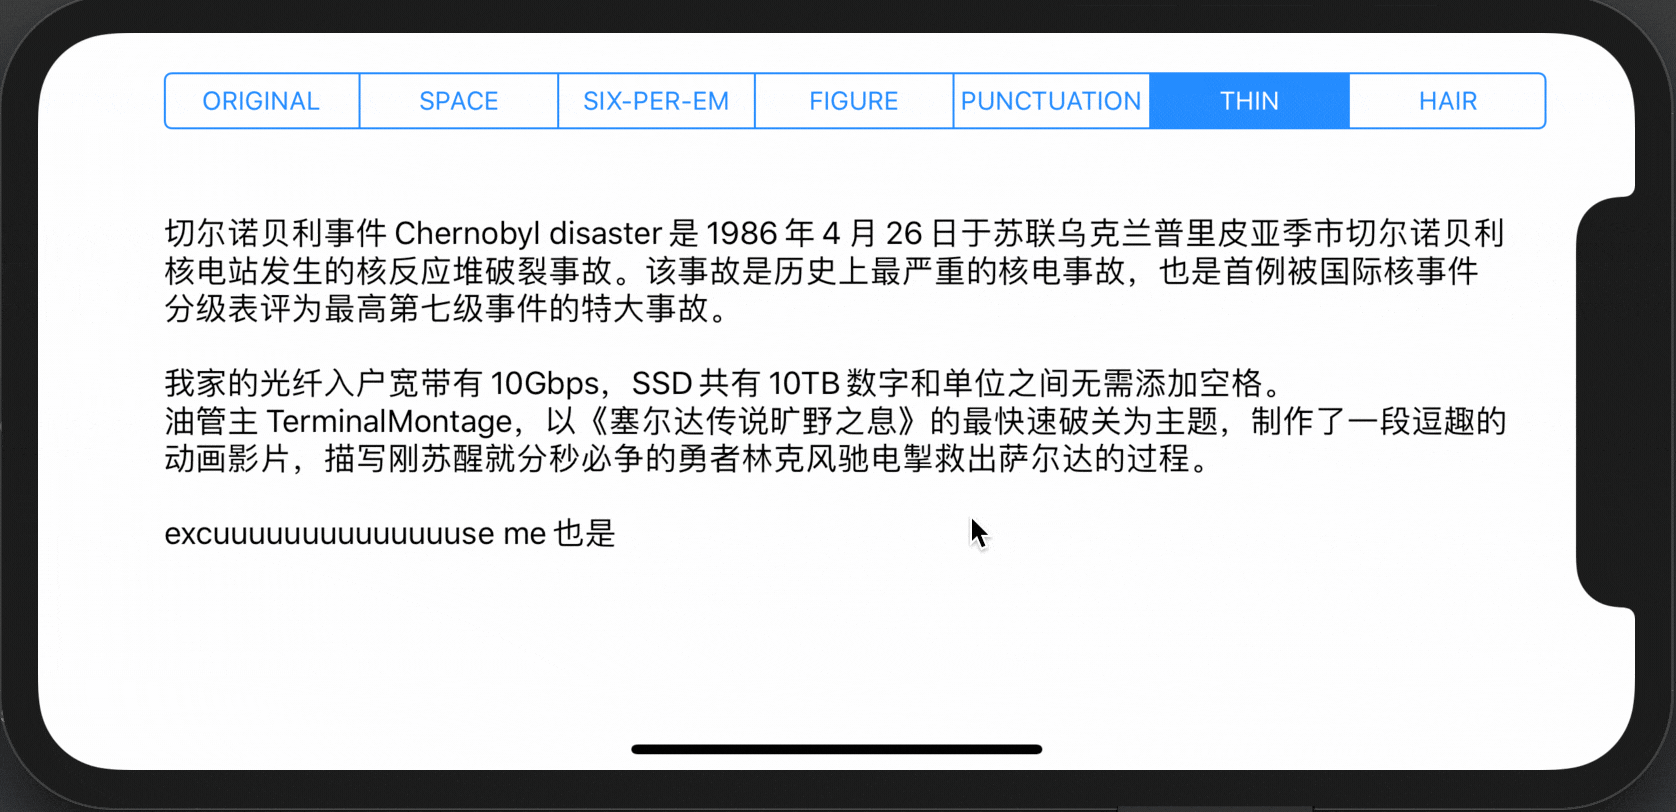 ORIGINAL SPACE SIX-PER-EM FIGURE PUNCTUATION THIN HAIR
切尔诺贝利事件 Chernobyl disaster 是 1986 年 4 月 26 日于苏联乌克兰普里皮亚季市切尔诺贝利
核电站发生的核反应堆破裂事故。该事故是历史上最严重的核电事故，也是首例被国际核事件
分级表评为最高第七级事件的特大事故。
我家的光纤入户宽带有 10Gbps，SSD 共有 10TB 数字和单位之间无需添加空格。
油管主 TerminalMontage，以《塞尔达传说旷野之息》的最快速破关为主题，制作了一段逗趣的
动画影片，描写刚苏醒就分秒必争的勇者林克风驰电掣救出萨尔达的过程。
excuuuuuuuuuuuuuuuse me 也是